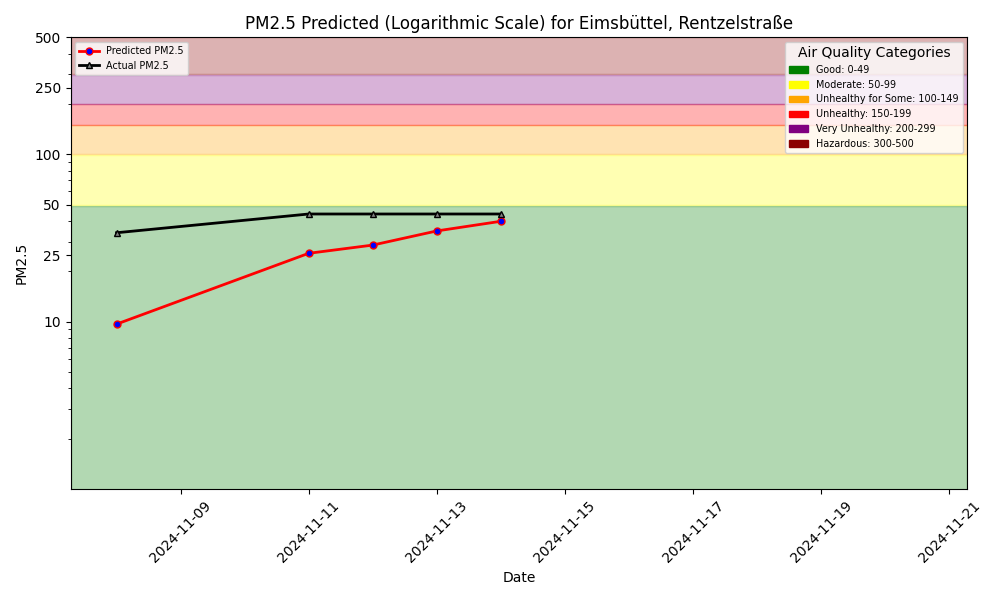 PM2.5 Predicted (Logarithmic Scale) for Eimsbüttel, Rentzelstraße
Predicted PM2.5
Actual PM2.5
Air Quality Categories
Good: 0-49
Moderate: 50-99
Unhealthy for Some: 100-149
Unhealthy: 150-199
Very Unhealthy: 200-299
Hazardous: 300-500
500
250
100
50
25
10
PM2.5
2024-11-09
2024-11-11
2024-11-13
2024-11-15
2024-11-17
2024-11-19
2024-11-21
Date